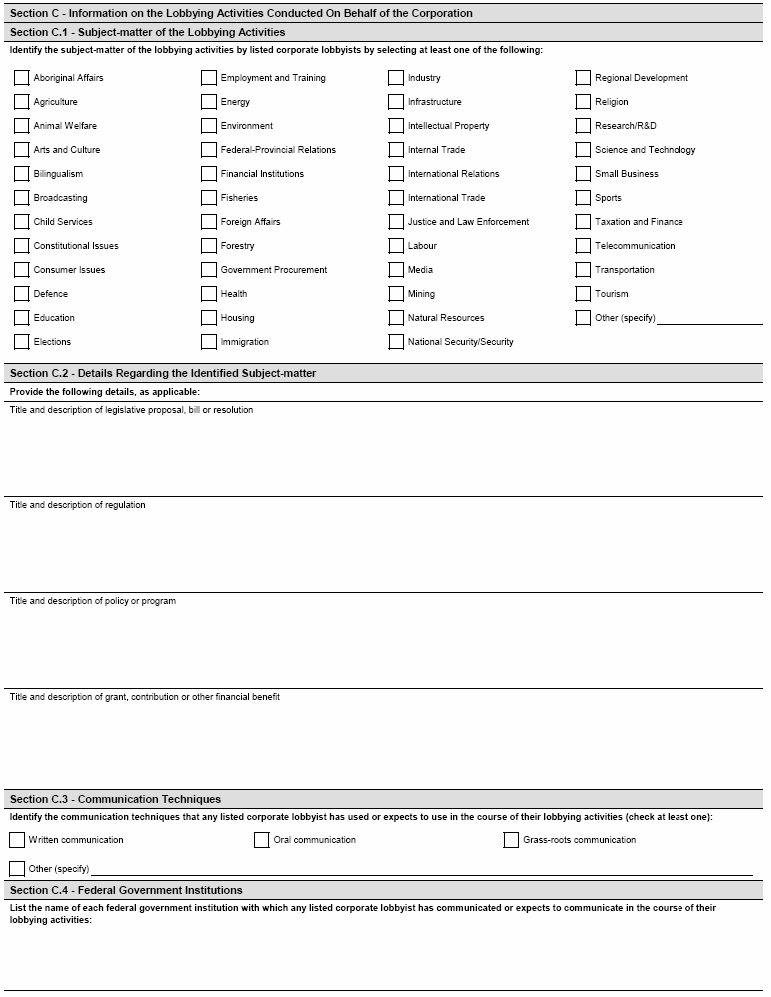 Section C - Information on the Lobbying Activities Conducted On Behalf of the Corporation
Section C.1 - Subject-matter of the Lobbying Activities
Identify the subject-matter of the lobbying activities by listed corporate lobbyists by selecting at least one of the following:
Aboriginal Affairs Employment and Training Industry Regional Development
Agriculture Energy Infrastructure Religion
Animal Welfare Environment Intellectual Property Research/R&D
Arts and Culture Federal-Provincial Relations Internal Trade Science and Technology
Bilingualism Financial Institutions International Relations Small Business
Broadcasting Fisheries International Trade Sports
Child Services Foreign Affairs Justice and Law Enforcement Taxation and Finance
Constitutional Issues Forestry Labour Telecommunication
Consumer Issues Government Procurement Media Transportation
Defence Health Mining Tourism
Education Housing Natural Resources Other (specify)
Elections Immigration National Security/Security
Section C.2 - Details Regarding the Identified Subject-matter
Provide the following details, as applicable:
Title and description of legislative proposal, bill or resolution
Title and description of regulation
Title and description of policy or program
Title and description of grant, contribution or other financial benefit
Section C.3 - Communication Techniques
Identify the communication techniques that any listed corporate lobbyist has used or expects to use in the course of their lobbying activities (check at least one):
Written communication Oral communication Grass-roots communication
Other (specify)
Section C.4 - Federal Government Institutions
List the name of each federal government institution with which any listed corporate lobbyist has communicated or expects to communicate in the course of their
lobbying activities: